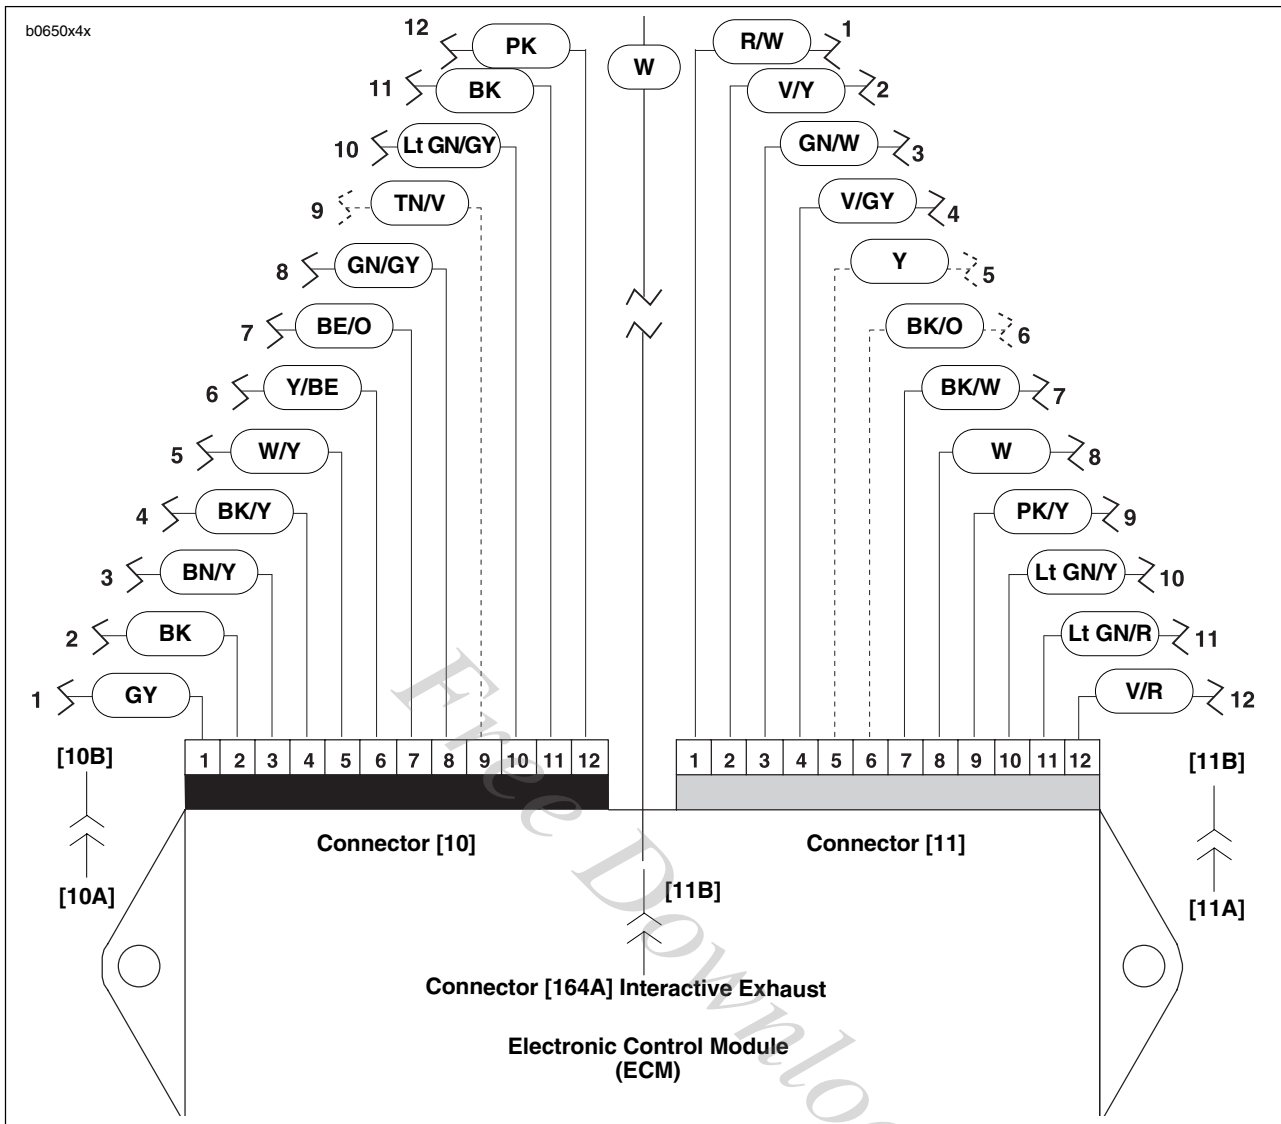 b0650x4x
12 PK
11 BK
10 Lt GN/GY
9 TN/V
8 GN/GY
7 BE/O
6 Y/BE
5 W/Y
4 BK/Y
3 BN/Y
2 BK
1 GY
W
R/W 1
V/Y 2
GN/W 3
V/GY 4
Y 5
BK/O 6
BK/W 7
W 8
PK/Y 9
Lt GN/Y 10
Lt GN/R 11
V/R 12
[10B]
[10A]
1 2 3 4 5 6 7 8 9 10 11 12
Connector [10]
1 2 3 4 5 6 7 8 9 10 11 12
Connector [11]
[11B]
[11A]
[11B]
Connector [164A] Interactive Exhaust
Electronic Control Module
(ECM)
Free Downlo